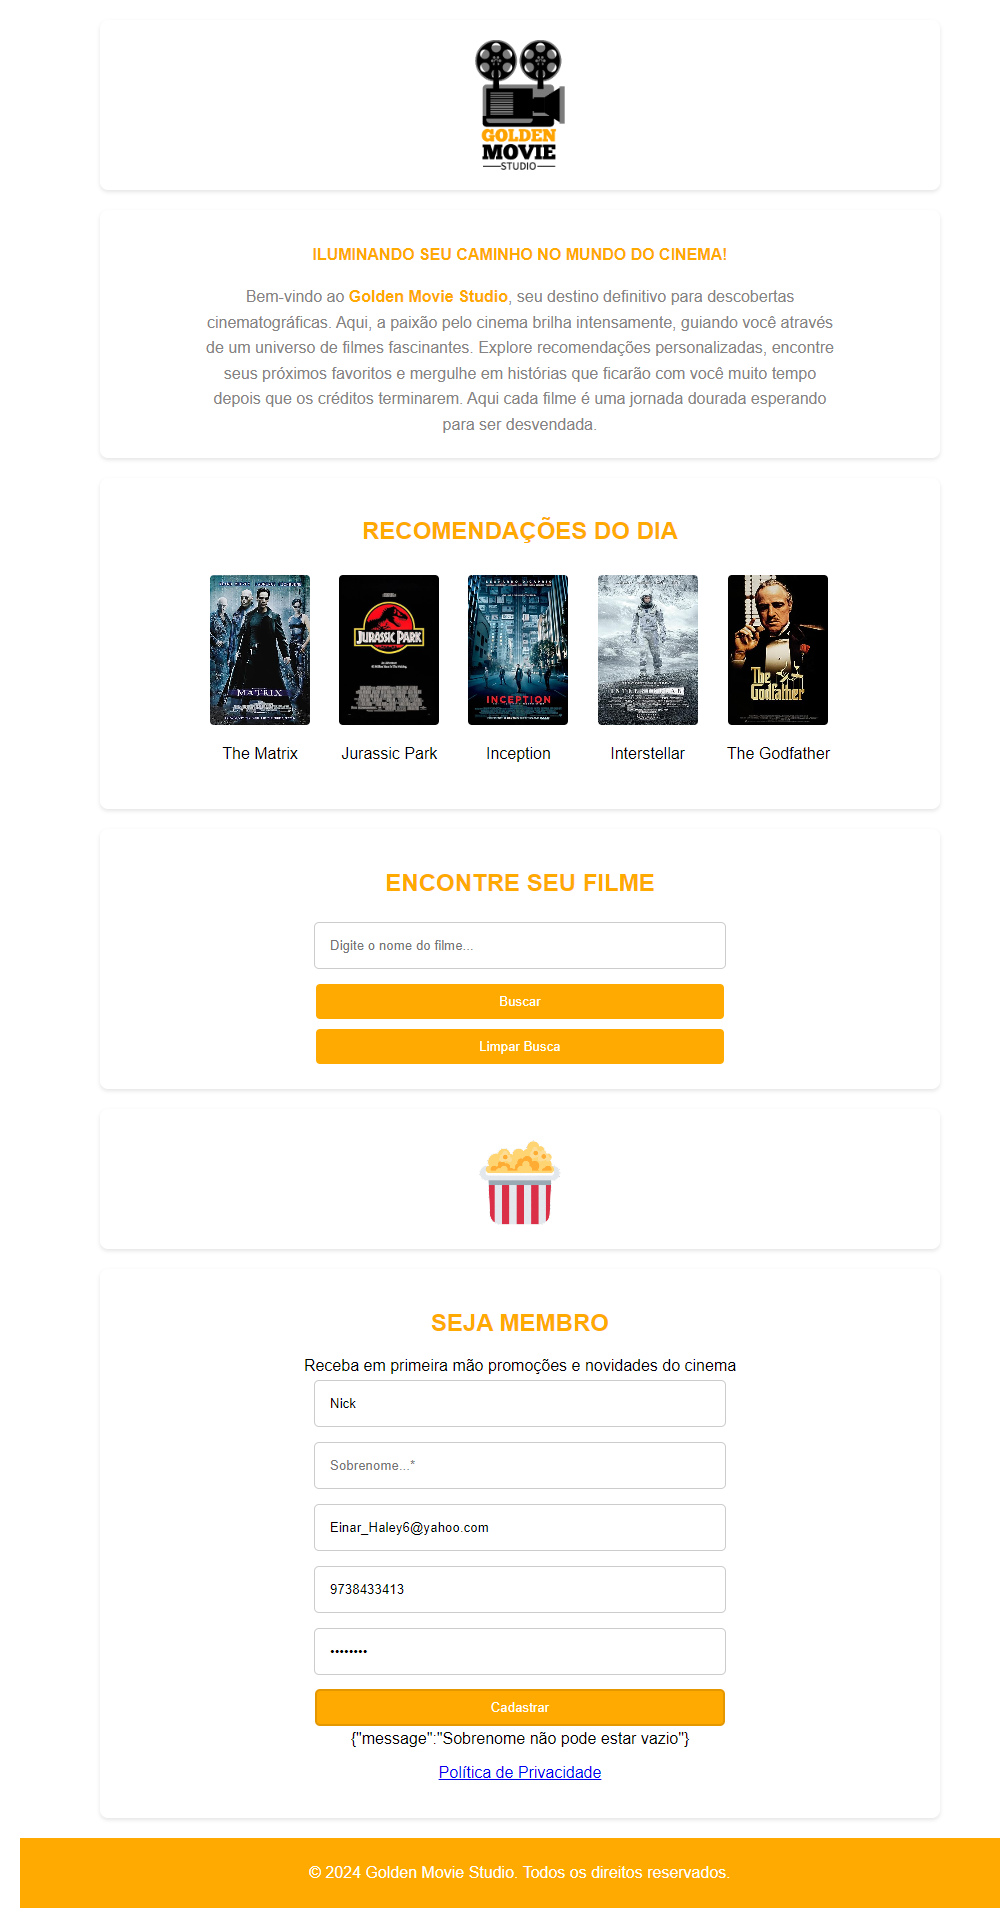 GOLDEN
MOVIE
STUDIO
ILUMINANDO SEU CAMINHO NO MUNDO DO CINEMA!
Bem-vindo ao Golden Movie Studio, seu destino definitivo para descobertas
cinematográficas. Aqui, a paixão pelo cinema brilha intensamente, guiando você através
de um universo de filmes fascinantes. Explore recomendações personalizadas, encontre
seus próximos favoritos e mergulhe em histórias que ficarão com você muito tempo
depois que os créditos terminarem. Aqui cada filme é uma jornada dourada esperando
para ser desvendada.
RECOMENDAÇÕES DO DIA
MATRIX
JURASSIC PARK
INCEPTION
The
Godfather
The Matrix
Jurassic Park
Inception
Interstellar
The Godfather
ENCONTRE SEU FILME
Digite o nome do filme...
Buscar
Limpar Busca
SEJA MEMBRO
Receba em primeira mão promoções e novidades do cinema
Nick
Sobrenome...*
Einar_Haley6@yahoo.com
9738433413
••••••••
Cadastrar
{"message":"Sobrenome não pode estar vazio"}
Política de Privacidade
© 2024 Golden Movie Studio. Todos os direitos reservados.